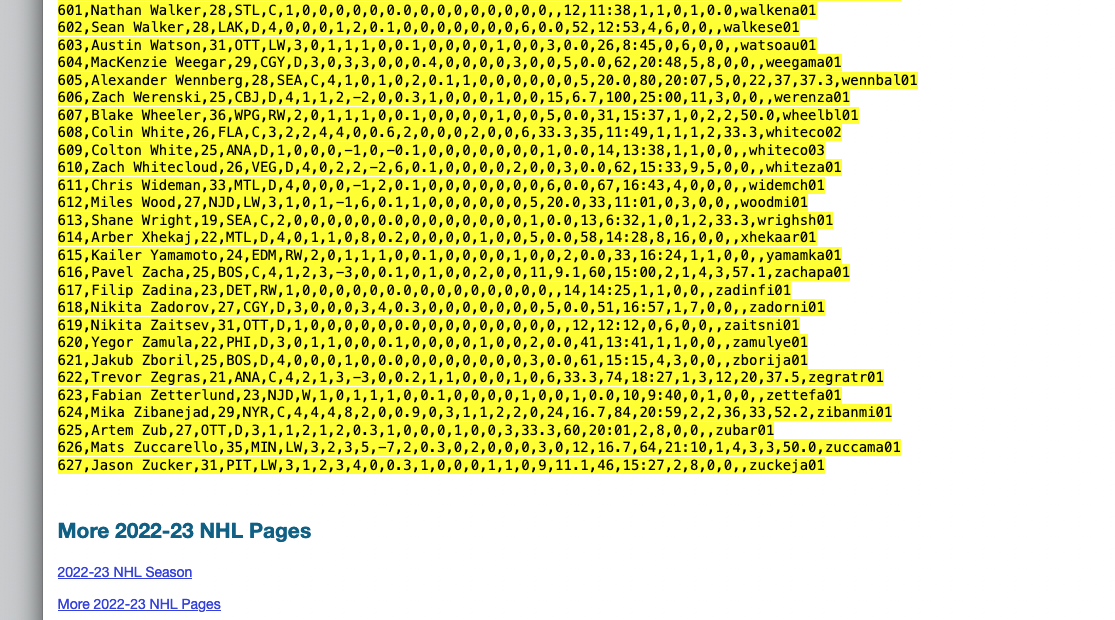 601,Nathan Walker,28,STL,C,1,0,0,0,0,0,0.0,0,0,0,0,0,0,0,0,,12,11:38,1,1,0,1,0.0,walkena01
602,Sean Walker,28,LAK,D,4,0,0,0,1,2,0.1,0,0,0,0,0,0,0,6,0.0,52,12:53,4,6,0,0,,walkese01
603,Austin Watson,31,OTT,LW,3,0,1,1,1,0,0.1,0,0,0,0,1,0,0,3,0.0,26,8:45,0,6,0,0,,watsoau01
604,MacKenzie Weegar,29,CGY,D,3,0,3,3,0,0,0.4,0,0,0,0,3,0,0,5,0.0,62,20:48,5,8,0,0,,weegama01
605,Alexander Wennberg,28,SEA,C,4,1,0,1,0,2,0.1,1,0,0,0,0,0,0,5,20.0,80,20:07,5,0,22,37,37.3,wennbal01
606,Zach Werenski,25,CBJ,D,4,1,1,2,-2,0,0.3,1,0,0,0,1,0,0,15,6.7,100,25:00,11,3,0,0,,werenza01
607,Blake Wheeler,36,WPG,RW,2,0,1,1,1,0,0.1,0,0,0,0,1,0,0,5,0.0,31,15:37,1,0,2,2,50.0,wheelbl01
608,Colin White,26,FLA,C,3,2,2,4,4,0,0.6,2,0,0,0,2,0,0,6,33.3,35,11:49,1,1,1,2,33.3,whiteco02
609,Colton White,25,ANA,D,1,0,0,0,-1,0,-0.1,0,0,0,0,0,0,0,1,0.0,14,13:38,1,1,0,0,,whiteco03
610,Zach Whitecloud,26,VEG,D,4,0,2,2,-2,6,0.1,0,0,0,0,2,0,0,3,0.0,62,15:33,9,5,0,0,,whiteza01
611,Chris Wideman,33,MTL,D,4,0,0,0,-1,2,0.1,0,0,0,0,0,0,0,6,0.0,67,16:43,4,0,0,0,,widemch01
612,Miles Wood,27,NJD,LW,3,1,0,1,-1,6,0.1,1,0,0,0,0,0,0,5,20.0,33,11:01,0,3,0,0,,woodmi01
613,Shane Wright,19,SEA,C,2,0,0,0,0,0,0.0,0,0,0,0,0,0,0,1,0.0,13,6:32,1,0,1,2,33.3,wrighsh01
614,Arber Xhekaj,22,MTL,D,4,0,1,1,0,8,0.2,0,0,0,0,1,0,0,5,0.0,58,14:28,8,16,0,0,,xhekaar01
615,Kailer Yamamoto,24,EDM,RW,2,0,1,1,1,0,0.1,0,0,0,0,1,0,0,2,0.0,33,16:24,1,1,0,0,,yamamka01
616,Pavel Zacha,25,BOS,C,4,1,2,3,-3,0,0.1,0,1,0,0,2,0,0,11,9.1,60,15:00,2,1,4,3,57.1,zachapa01
617,Filip Zadina,23,DET,RW,1,0,0,0,0,0,0.0,0,0,0,0,0,0,0,0,,14,14:25,1,1,0,0,,zadinfi01
618,Nikita Zadorov,27,CGY,D,3,0,0,0,3,4,0.3,0,0,0,0,0,0,0,5,0.0,51,16:57,1,7,0,0,,zadorni01
619,Nikita Zaitsev,31,OTT,D,1,0,0,0,0,0,0.0,0,0,0,0,0,0,0,0,,12,12:12,0,6,0,0,,zaitsni01
620,Yegor Zamula,22,PHI,D,3,0,1,1,0,0,0.1,0,0,0,0,1,0,0,2,0.0,41,13:41,1,1,0,0,,zamulye01
621,Jakub Zboril,25,BOS,D,4,0,0,0,1,0,0.0,0,0,0,0,0,0,0,3,0.0,61,15:15,4,3,0,0,,zborija01
622,Trevor Zegras,21,ANA,C,4,2,1,3,-3,0,0.2,1,1,0,0,0,1,0,6,33.3,74,18:27,1,3,12,20,37.5,zegratr01
623,Fabian Zetterlund,23,NJD,W,1,0,1,1,1,0,0.1,0,0,0,0,1,0,0,1,0.0,10,9:40,0,1,0,0,,zettefa01
624,Mika Zibanejad,29,NYR,C,4,4,4,8,2,0,0.9,0,3,1,1,2,2,0,24,16.7,84,20:59,2,2,36,33,52.2,zibanmi01
625,Artem Zub,27,OTT,D,3,1,1,2,1,2,0.3,1,0,0,0,1,0,0,3,33.3,60,20:01,2,8,0,0,,zubar01
626,Mats Zuccarello,35,MIN,LW,3,2,3,5,-7,2,0.3,0,2,0,0,0,3,0,12,16.7,64,21:10,1,4,3,3,50.0,zuccama01
627,Jason Zucker,31,PIT,LW,3,1,2,3,4,0,0.3,1,0,0,0,1,1,0,9,11.1,46,15:27,2,8,0,0,,zuckeja01
More 2022-23 NHL Pages
2022-23 NHL Season
More 2022-23 NHL Pages